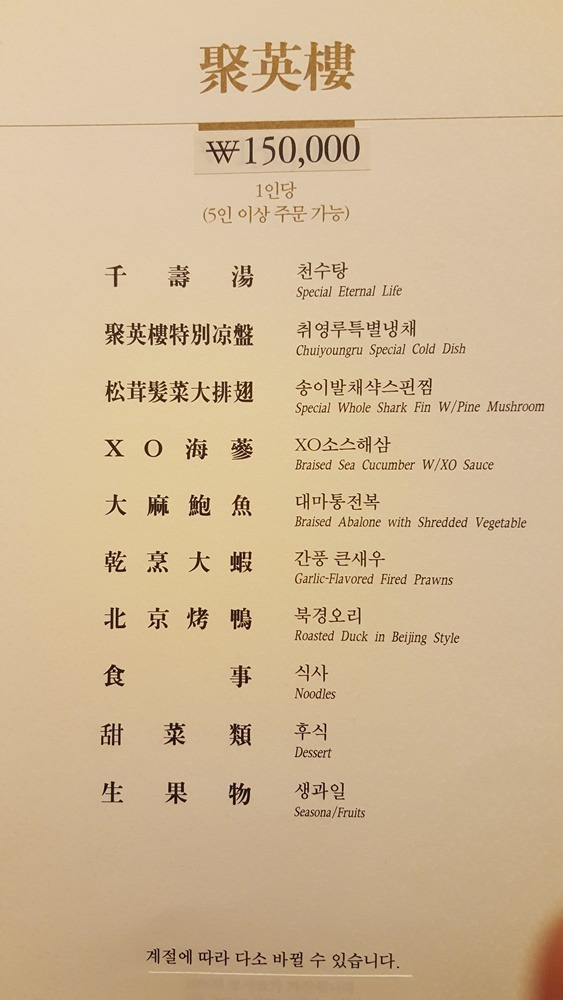 聚英樓
₩150,000
1인당
(5인 이상 주문 가능)
千壽湯 천수탕
Special Eternal Life
聚英樓特別凉盤 취영루특별냉채
Chuiyoungru Special Cold Dish
松茸髮菜大排翅 송이발채샥스핀찜
Special Whole Shark Fin W/Pine Mushroom
XO海蔘 XO소스해삼
Braised Sea Cucumber W/XO Sauce
大麻鮑魚 대마통전복
Braised Abalone with Shredded Vegetable
乾烹大蝦 간풍 큰새우
Garlic-Flavored Fired Prawns
北京烤鴨 북경오리
Roasted Duck in Beijing Style
食事 식사
Noodles
甜菜類 후식
Dessert
生果物 생과일
Seasona/Fruits
계절에 따라 다소 바뀔 수 있습니다.